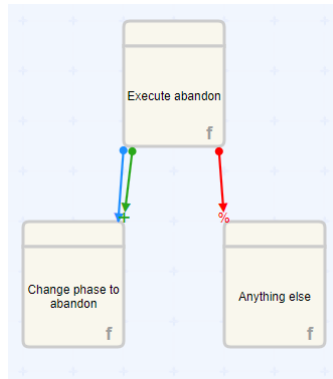 Execute abandon
f
+
%
Change phase to
abandon
f
Anything else
f